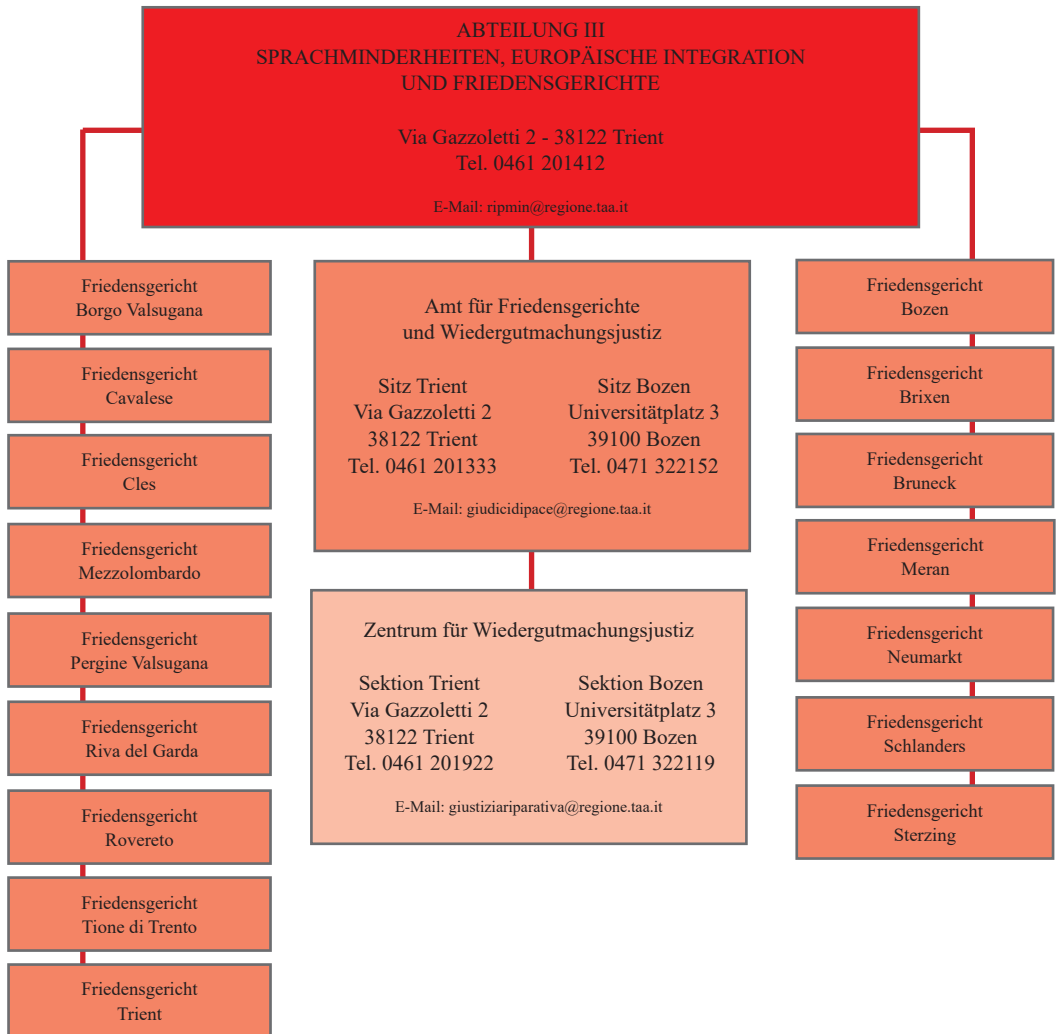 ABTEILUNG III
SPRACHMINDERHEITEN, EUROPÄISCHE INTEGRATION
UND FRIEDENSGERICHTE
Via Gazzoletti 2 - 38122 Trient
Tel. 0461 201412
E-Mail: ripmin@regione.taa.it
Friedensgericht
Borgo Valsugana
Friedensgericht
Cavalese
Friedensgericht
Cles
Friedensgericht
Mezzolombardo
Friedensgericht
Pergine Valsugana
Friedensgericht
Riva del Garda
Friedensgericht
Rovereto
Friedensgericht
Tione di Trento
Friedensgericht
Trient
Amt für Friedensgerichte
und Wiedergutmachungsjustiz
Sitz Trient
Via Gazzoletti 2
38122 Trient
Tel. 0461 201333
Sitz Bozen
Universitätplatz 3
39100 Bozen
Tel. 0471 322152
E-Mail: giudicidipace@regione.taa.it
Zentrum für Wiedergutmachungsjustiz
Sektion Trient
Via Gazzoletti 2
38122 Trient
Tel. 0461 201922
Sektion Bozen
Universitätplatz 3
39100 Bozen
Tel. 0471 322119
E-Mail: giustiziariparativa@regione.taa.it
Friedensgericht
Bozen
Friedensgericht
Brixen
Friedensgericht
Bruneck
Friedensgericht
Meran
Friedensgericht
Neumarkt
Friedensgericht
Schlanders
Friedensgericht
Sterzing